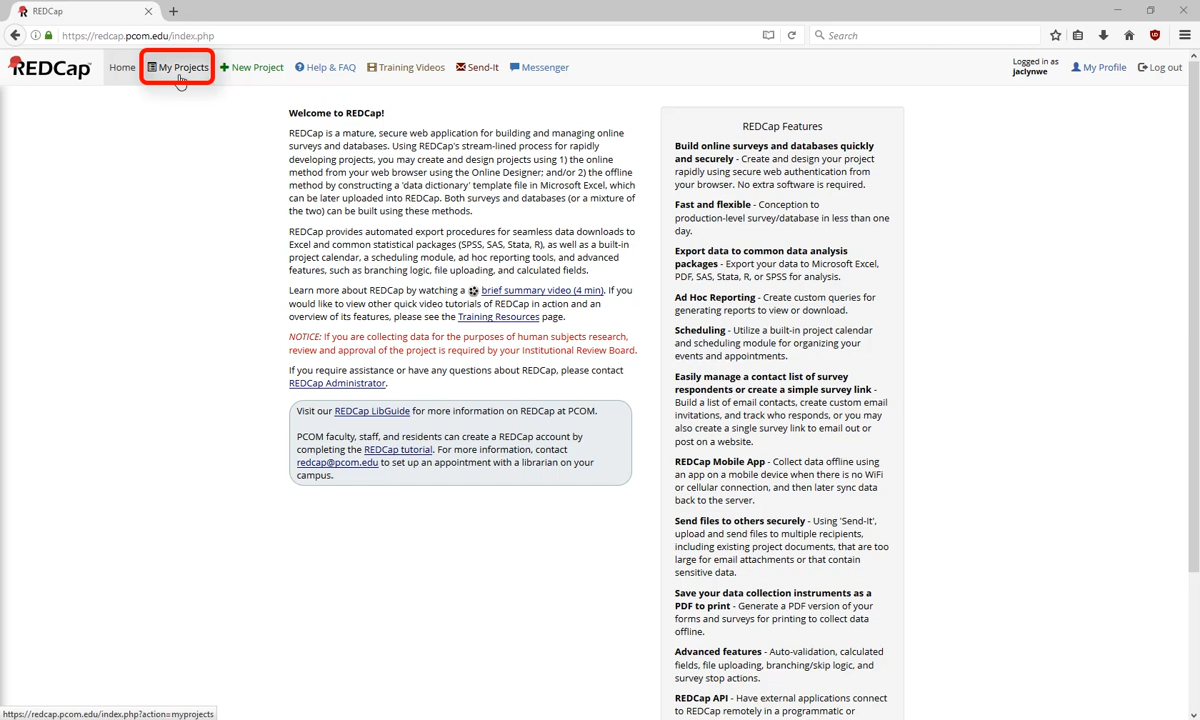 REDCap
https://redcap.pcom.edu/index.php
Search
REDCap
Home
My Projects
New Project
Help & FAQ
Training Videos
Send-It
Messenger
Logged in as
jaclynwe
My Profile
Log out
Welcome to REDCap!
REDCap is a mature, secure web application for building and managing online
surveys and databases. Using REDCap's stream-lined process for rapidly
developing projects, you may create and design projects using 1) the online
method from your web browser using the Online Designer; and/or 2) the offline
method by constructing a 'data dictionary' template file in Microsoft Excel, which
can be later uploaded into REDCap. Both surveys and databases (or a mixture of
the two) can be built using these methods.
REDCap provides automated export procedures for seamless data downloads to
Excel and common statistical packages (SPSS, SAS, Stata, R), as well as a built-in
project calendar, a scheduling module, ad hoc reporting tools, and advanced
features, such as branching logic, file uploading, and calculated fields.
Learn more about REDCap by watching a brief summary video (4 min). If you
would like to view other quick video tutorials of REDCap in action and an
overview of its features, please see the Training Resources page.
NOTICE: If you are collecting data for the purposes of human subjects research,
review and approval of the project is required by your Institutional Review Board.
If you require assistance or have any questions about REDCap, please contact
REDCap Administrator.
Visit our REDCap LibGuide for more information on REDCap at PCOM.
PCOM faculty, staff, and residents can create a REDCap account by
completing the REDCap tutorial. For more information, contact
redcap@pcom.edu to set up an appointment with a librarian on your
campus.
REDCap Features
Build online surveys and databases quickly
and securely - Create and design your project
rapidly using secure web authentication from
your browser. No extra software is required.
Fast and flexible - Conception to
production-level survey/database in less than one
day.
Export data to common data analysis
packages - Export your data to Microsoft Excel,
PDF, SAS, Stata, R, or SPSS for analysis.
Ad Hoc Reporting - Create custom queries for
generating reports to view or download.
Scheduling - Utilize a built-in project calendar
and scheduling module for organizing your
events and appointments.
Easily manage a contact list of survey
respondents or create a simple survey link -
Build a list of email contacts, create custom email
invitations, and track who responds, or you may
also create a single survey link to email out or
post on a website.
REDCap Mobile App - Collect data offline using
an app on a mobile device when there is no WiFi
or cellular connection, and then later sync data
back to the server.
Send files to others securely - Using 'Send-It',
upload and send files to multiple recipients,
including existing project documents, that are too
large for email attachments or that contain
sensitive data.
Save your data collection instruments as a
PDF to print - Generate a PDF version of your
forms and surveys for printing to collect data
offline.
Advanced features - Auto-validation, calculated
fields, file uploading, branching/skip logic, and
survey stop actions.
REDCap API - Have external applications connect
to REDCap remotely in a programmatic or
https://redcap.pcom.edu/index.php?action=myprojects